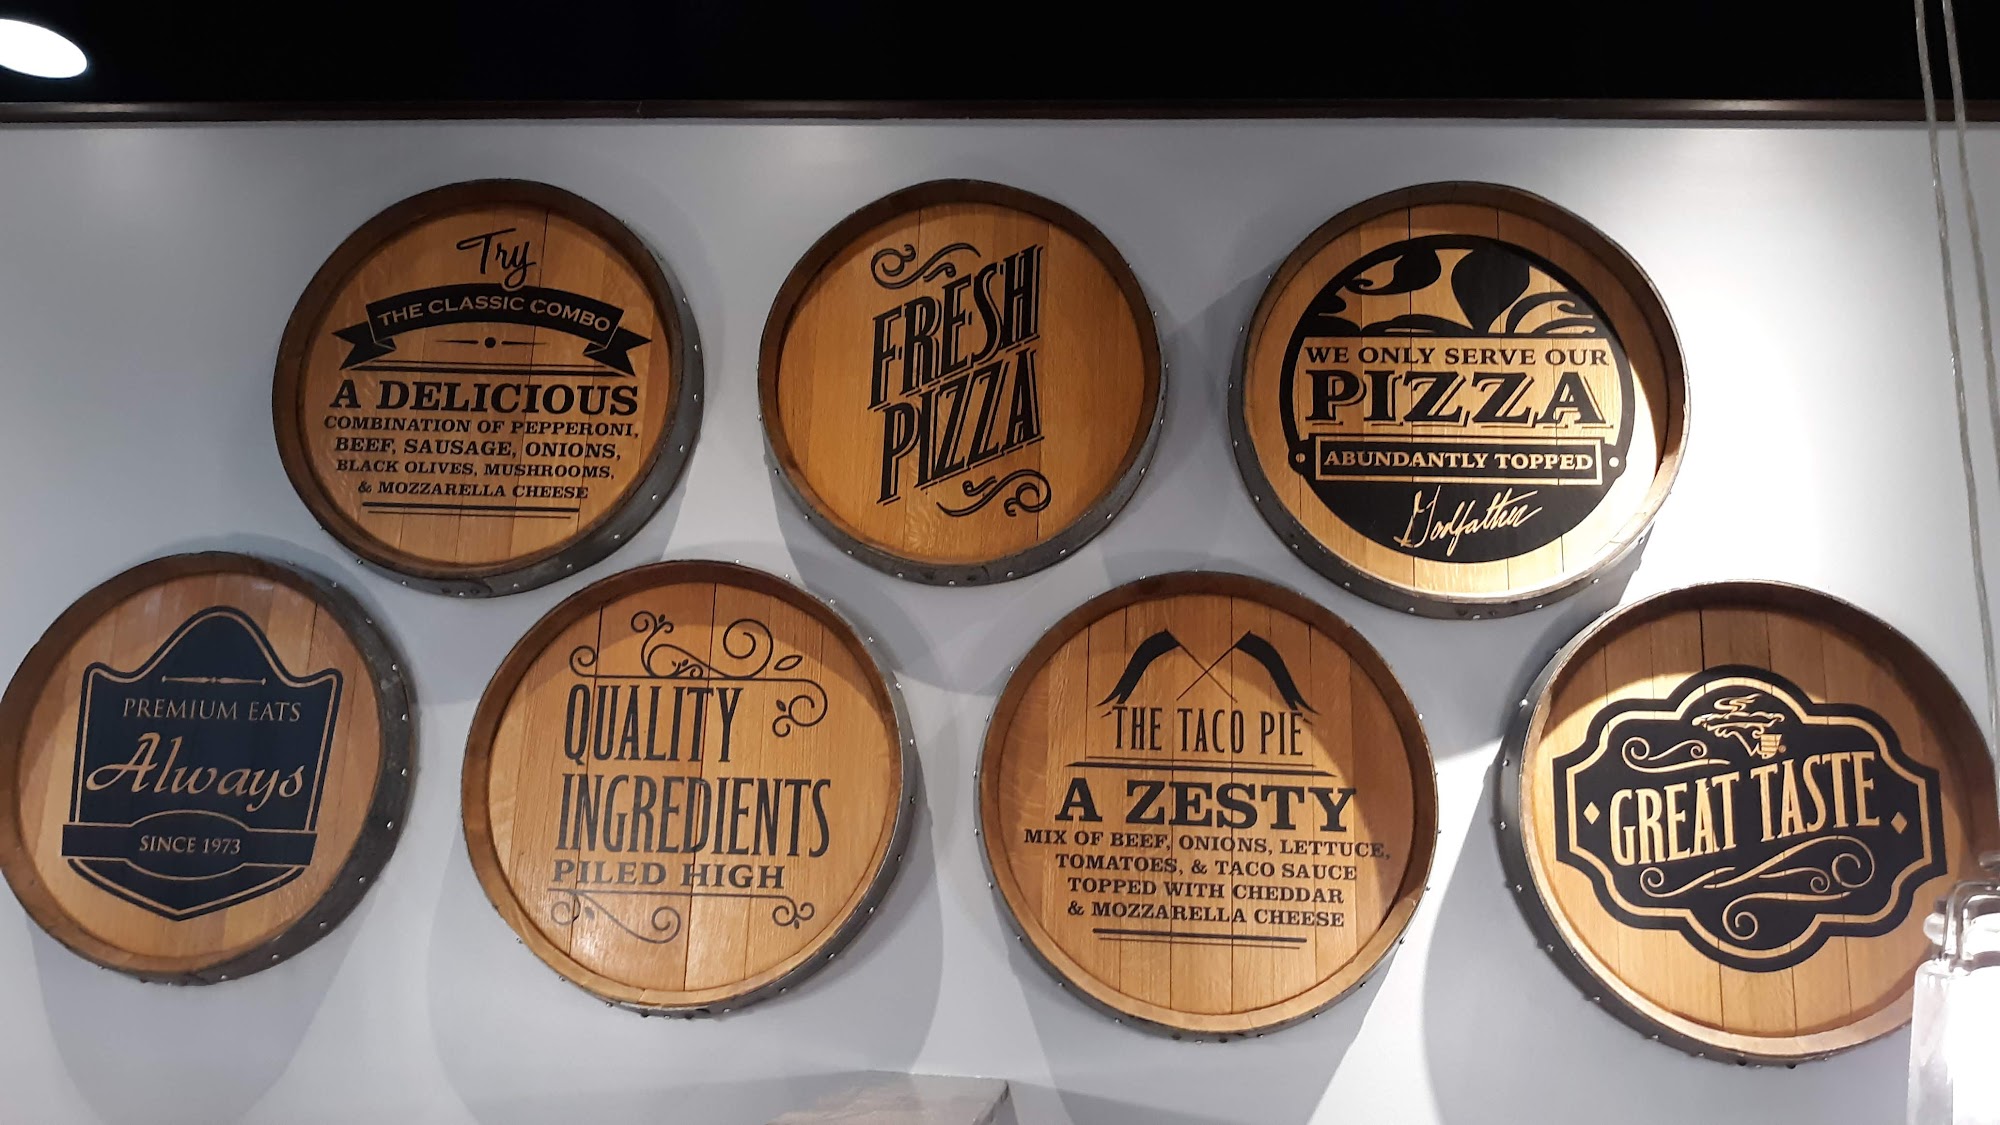 Try
THE CLASSIC COMBO
A DELICIOUS
COMBINATION OF PEPPERONI,
BEEF, SAUSAGE, ONIONS,
BLACK OLIVES, MUSHROOMS,
& MOZZARELLA CHEESE
FRESH
PIZZA
WE ONLY SERVE OUR
PIZZA
ABUNDANTLY TOPPED
Godfather
PREMIUM EATS
Always
SINCE 1973
QUALITY
INGREDIENTS
PILED HIGH
THE TACO PIE
A ZESTY
MIX OF BEEF, ONIONS, LETTUCE,
TOMATOES, & TACO SAUCE
TOPPED WITH CHEDDAR
& MOZZARELLA CHEESE
®
GREAT TASTE